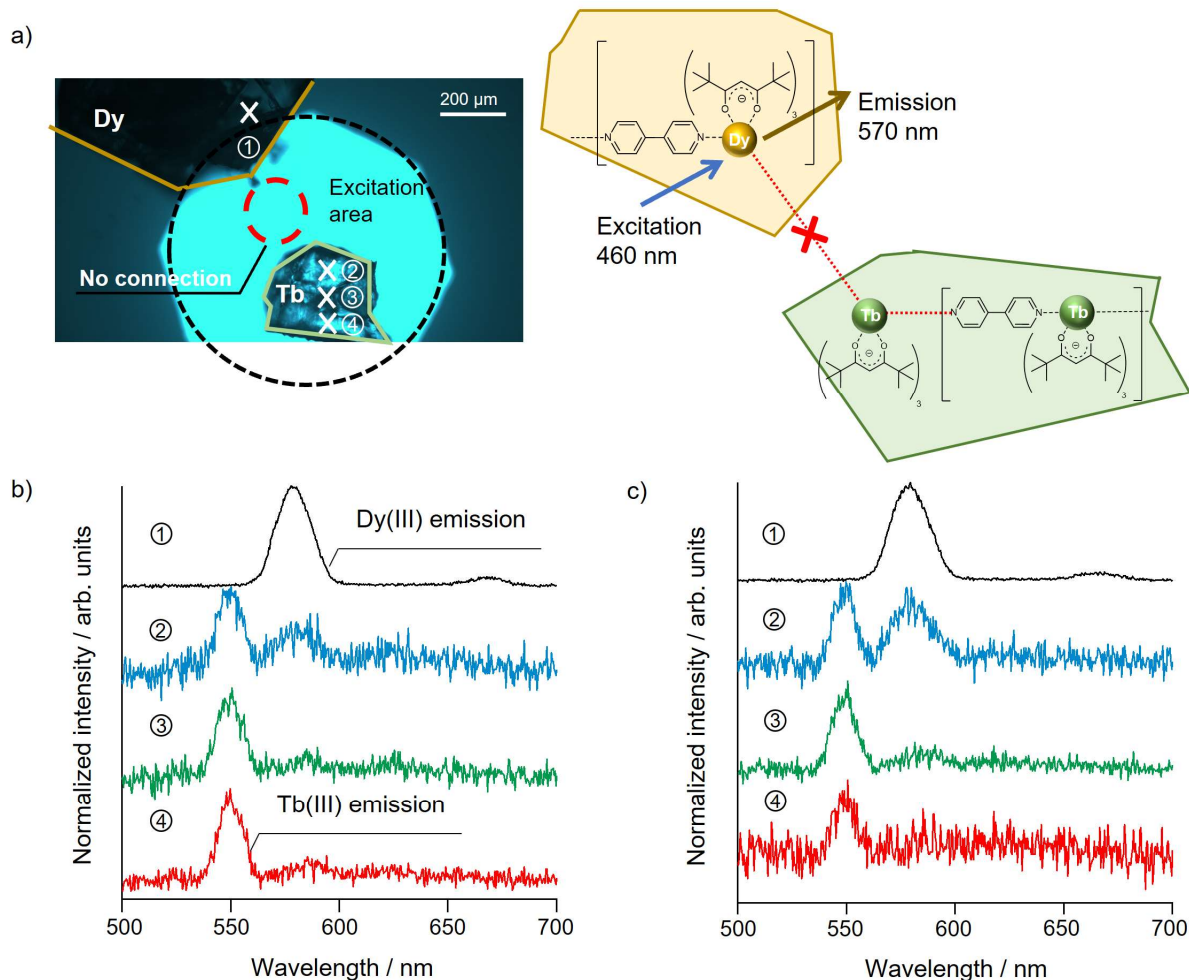 a)
Dy
①
200 µm
Excitation
area
No connection
Tb
②
③
④
3
N
N
O
O
⊖
Dy
Emission
570 nm
Excitation
460 nm
Tb
N
N
Tb
O
O
⊖
3
O
O
⊖
3
b)
Normalized intensity / arb. units
①
Dy(III) emission
②
③
④
Tb(III) emission
500
550
600
650
700
Wavelength / nm
c)
Normalized intensity / arb. units
①
②
③
④
500
550
600
650
700
Wavelength / nm